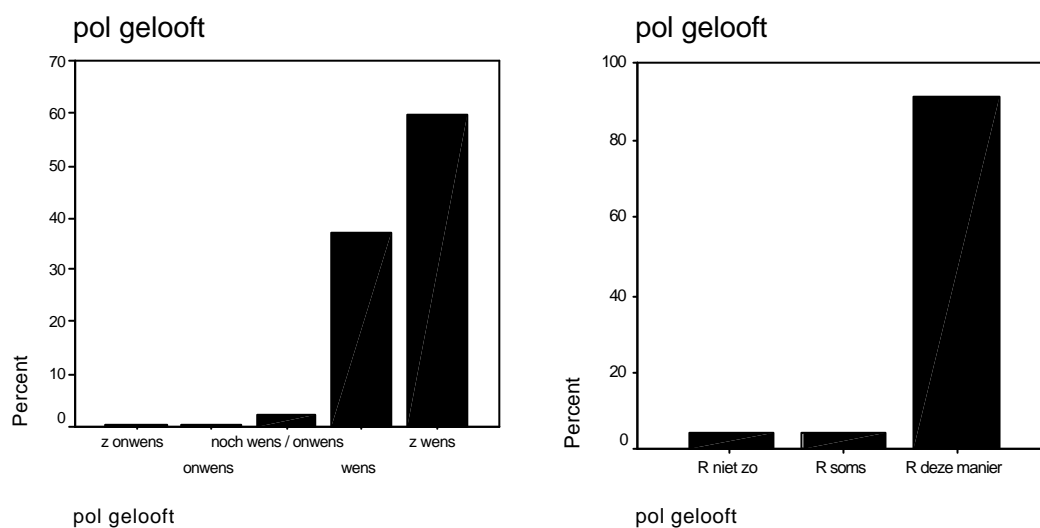 pol gelooft
70
60
50
40
30
20
10
0
Percent
z onwens
noch wens / onwens
z wens
onwens
wens
pol gelooft
pol gelooft
100
80
60
40
20
0
Percent
R niet zo
R soms
R deze manier
pol gelooft